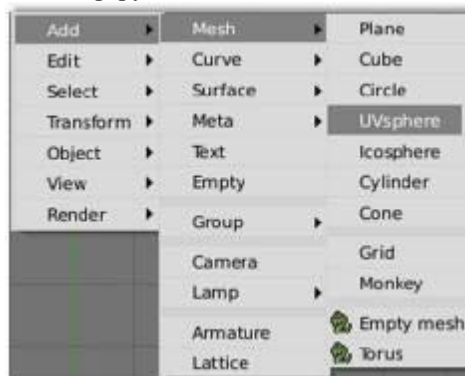 Add
Edit
Select
Transform
Object
View
Render
Mesh
Curve
Surface
Meta
Text
Empty
Group
Camera
Lamp
Armature
Lattice
Plane
Cube
Circle
UVsphere
Icosphere
Cylinder
Cone
Grid
Monkey
Empty mesh
Torus